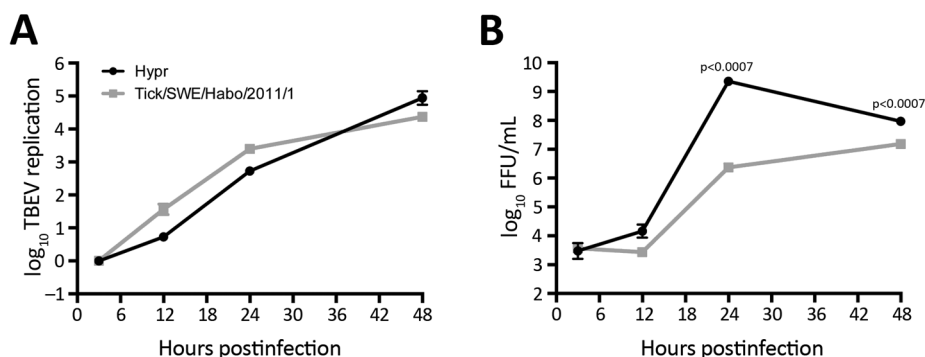 A
log10 TBEV replication
6
5
4
3
2
1
0
–1
Hypr
Tick/SWE/Habo/2011/1
0 6 12 18 24 30 36 42 48
Hours postinfection
B
log10 FFU/mL
10
9
8
7
6
5
4
3
2
p<0.0007
p<0.0007
0 6 12 18 24 30 36 42 48
Hours postinfection